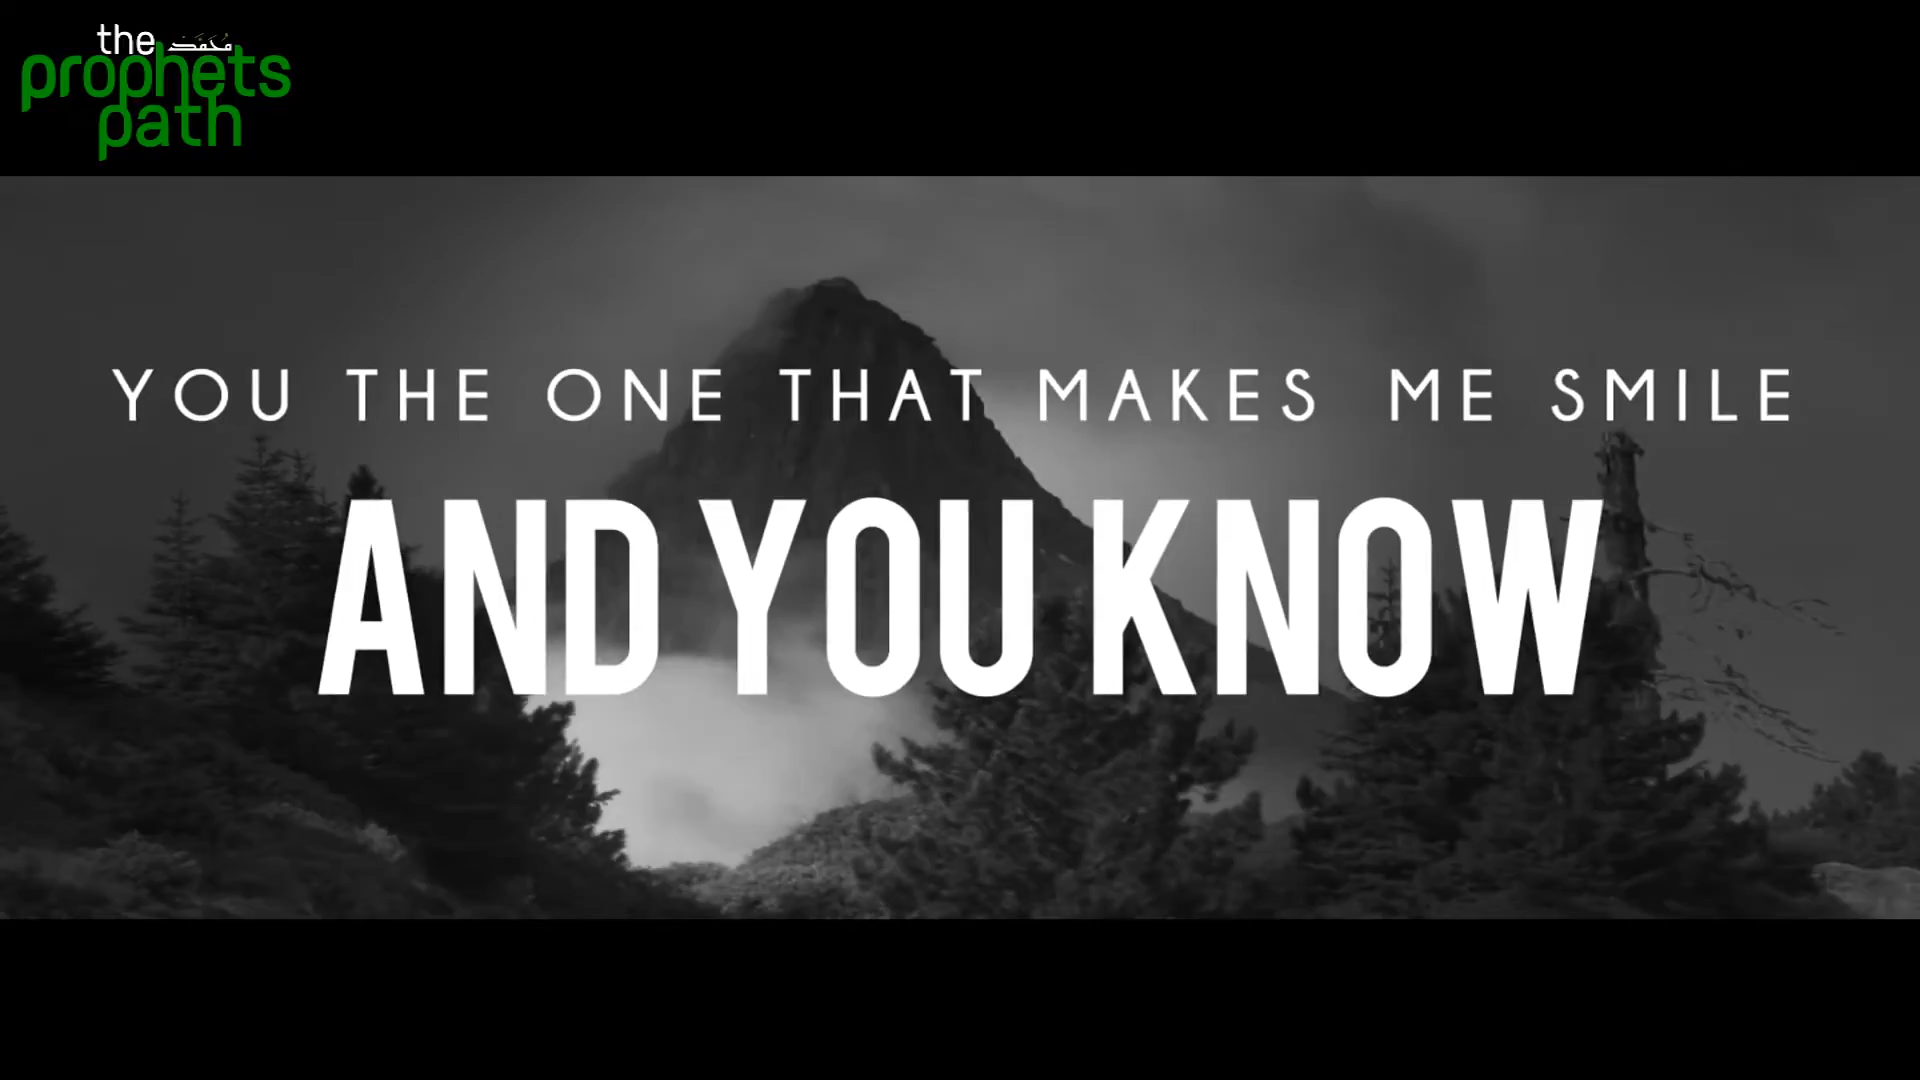 the مُحَمَّد
prophets
path
YOU THE ONE THAT MAKES ME SMILE
AND YOU KNOW